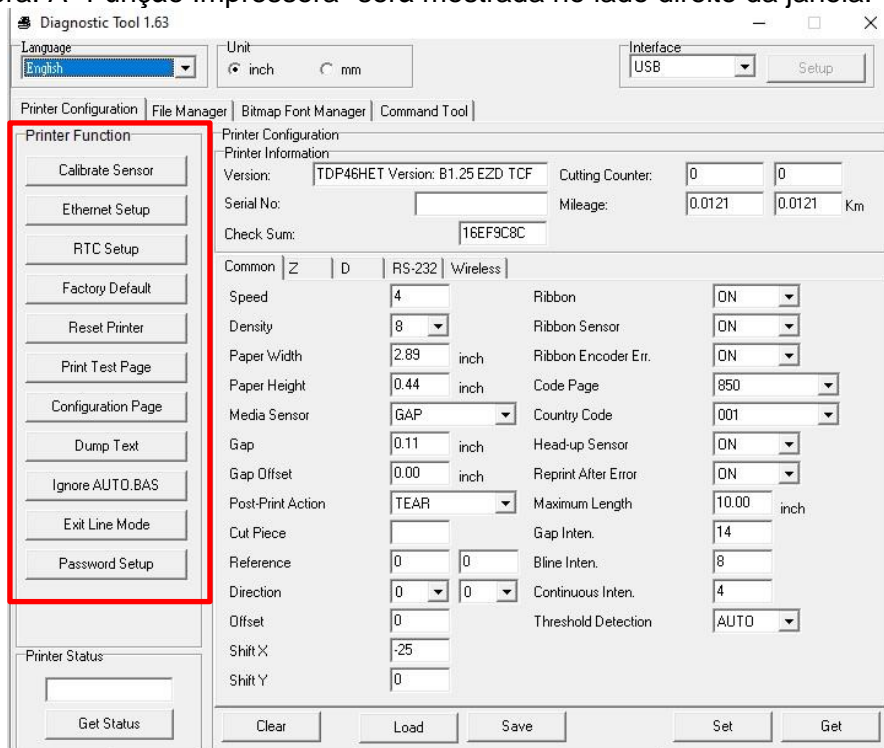 ora. A "Função Impressora" será mostrada no lado direito da janela.
Diagnostic Tool 1.63
Language
English
Unit
inch mm
Interface
USB Setup
Printer Configuration File Manager Bitmap Font Manager Command Tool
Printer Function
Calibrate Sensor
Ethernet Setup
RTC Setup
Factory Default
Reset Printer
Print Test Page
Configuration Page
Dump Text
Ignore AUTO.BAS
Exit Line Mode
Password Setup
Printer Status
Get Status
Printer Configuration
Printer Information
Version: TDP46HET Version: B1.25 EZD TCF Cutting Counter: 0 0
Serial No: Mileage: 0.0121 0.0121 Km
Check Sum: 16EF9C8C
Common Z D RS-232 Wireless
Speed 4 Ribbon ON
Density 8 Ribbon Sensor ON
Paper Width 2.89 inch Ribbon Encoder Err. ON
Paper Height 0.44 inch Code Page 850
Media Sensor GAP Country Code 001
Gap 0.11 inch Head-up Sensor ON
Gap Offset 0.00 inch Reprint After Error ON
Post-Print Action TEAR Maximum Length 10.00 inch
Cut Piece Gap Inten. 14
Reference 0 0 Bline Inten. 8
Direction 0 0 Continuous Inten. 4
Offset 0 Threshold Detection AUTO
Shift X -25
Shift Y 0
Clear Load Save Set Get